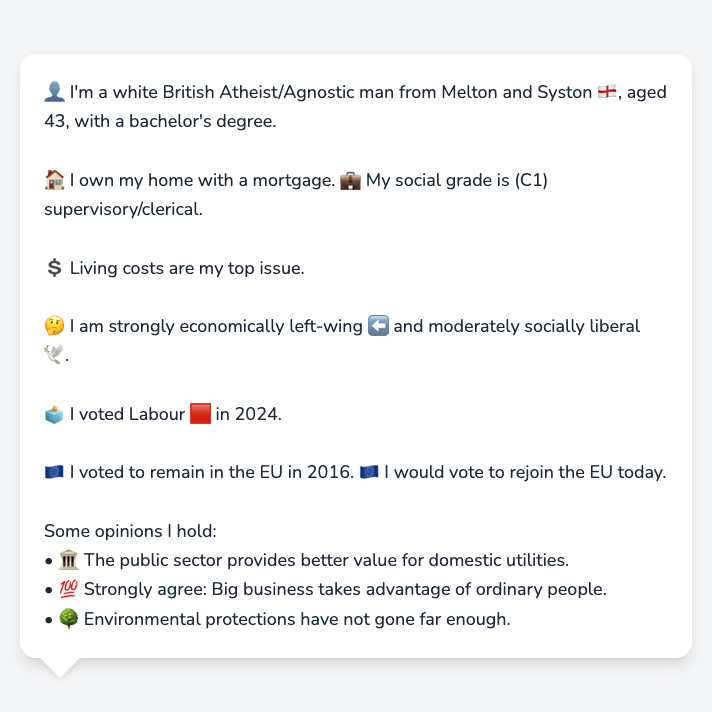 👤 I'm a white British Atheist/Agnostic man from Melton and Syston 🏴󠁧󠁢󠁥󠁮󠁧󠁿, aged
43, with a bachelor's degree.
🏠 I own my home with a mortgage. 💼 My social grade is (C1)
supervisory/clerical.
💲 Living costs are my top issue.
🤔 I am strongly economically left-wing ⬅️ and moderately socially liberal
🕊️.
🗳️ I voted Labour 🟥 in 2024.
🇪🇺 I voted to remain in the EU in 2016. 🇪🇺 I would vote to rejoin the EU today.
Some opinions I hold:
• 🏛️ The public sector provides better value for domestic utilities.
• 💯 Strongly agree: Big business takes advantage of ordinary people.
• 🌳 Environmental protections have not gone far enough.